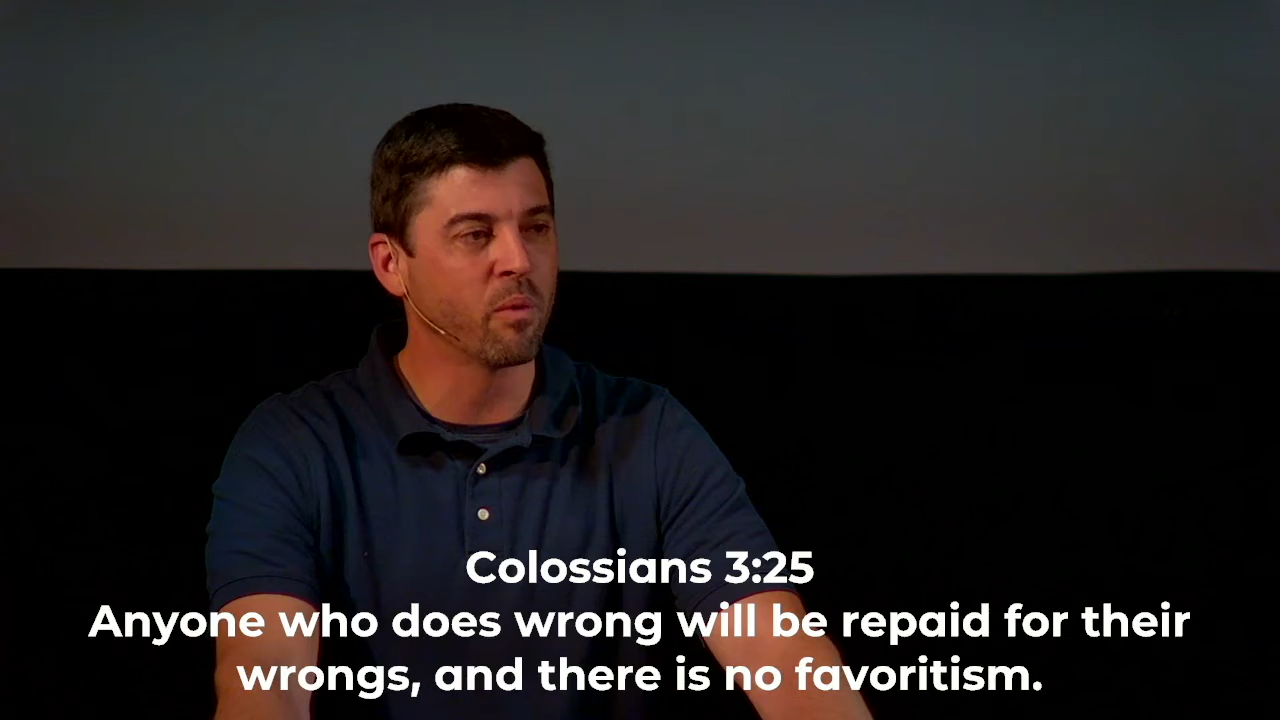 Colossians 3:25
Anyone who does wrong will be repaid for their
wrongs, and there is no favoritism.